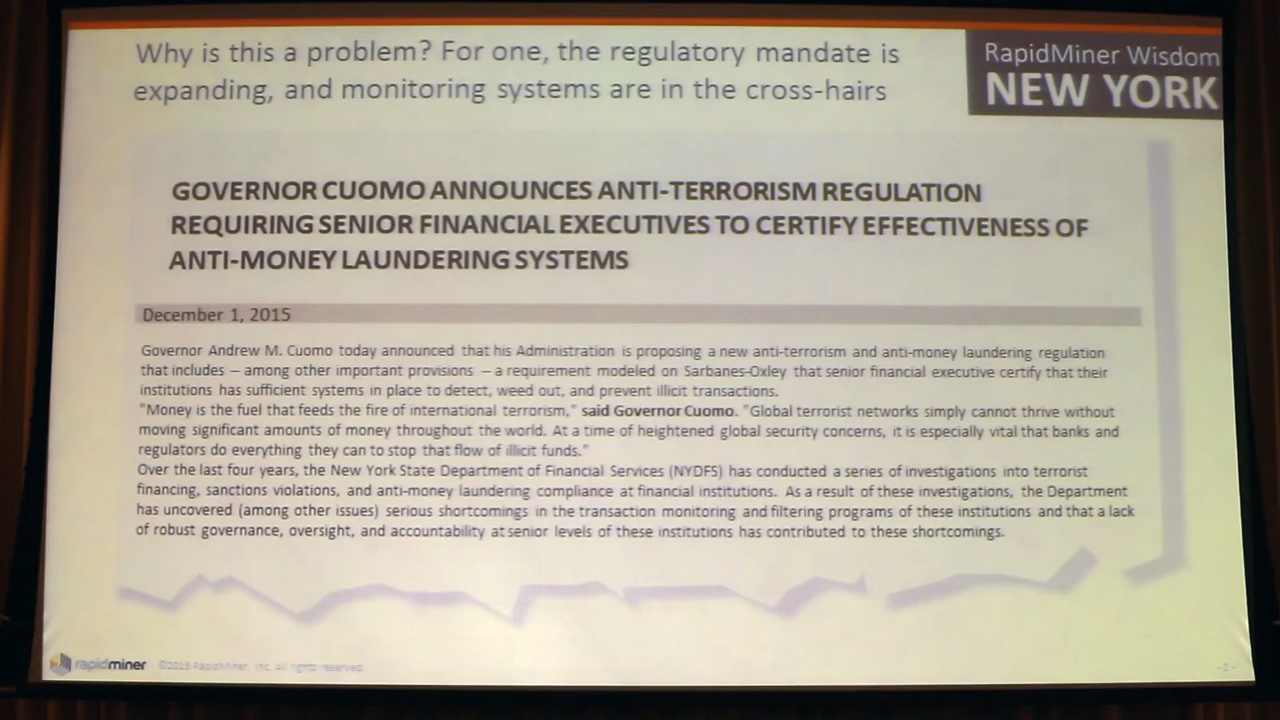 Why is this a problem? For one, the regulatory mandate is
expanding, and monitoring systems are in the cross-hairs
RapidMiner Wisdom
NEW YORK
GOVERNOR CUOMO ANNOUNCES ANTI-TERRORISM REGULATION
REQUIRING SENIOR FINANCIAL EXECUTIVES TO CERTIFY EFFECTIVENESS OF
ANTI-MONEY LAUNDERING SYSTEMS
December 1, 2015
Governor Andrew M. Cuomo today announced that his Administration is proposing a new anti-terrorism and anti-money laundering regulation
that includes – among other important provisions – a requirement modeled on Sarbanes-Oxley that senior financial executive certify that their
institutions has sufficient systems in place to detect, weed out, and prevent illicit transactions.
"Money is the fuel that feeds the fire of international terrorism," said Governor Cuomo. "Global terrorist networks simply cannot thrive without
moving significant amounts of money throughout the world. At a time of heightened global security concerns, it is especially vital that banks and
regulators do everything they can to stop that flow of illicit funds."
Over the last four years, the New York State Department of Financial Services (NYDFS) has conducted a series of investigations into terrorist
financing, sanctions violations, and anti-money laundering compliance at financial institutions. As a result of these investigations, the Department
has uncovered (among other issues) serious shortcomings in the transaction monitoring and filtering programs of these institutions and that a lack
of robust governance, oversight, and accountability at senior levels of these institutions has contributed to these shortcomings.
rapidminer
RapidMiner, Inc. All rights reserved.